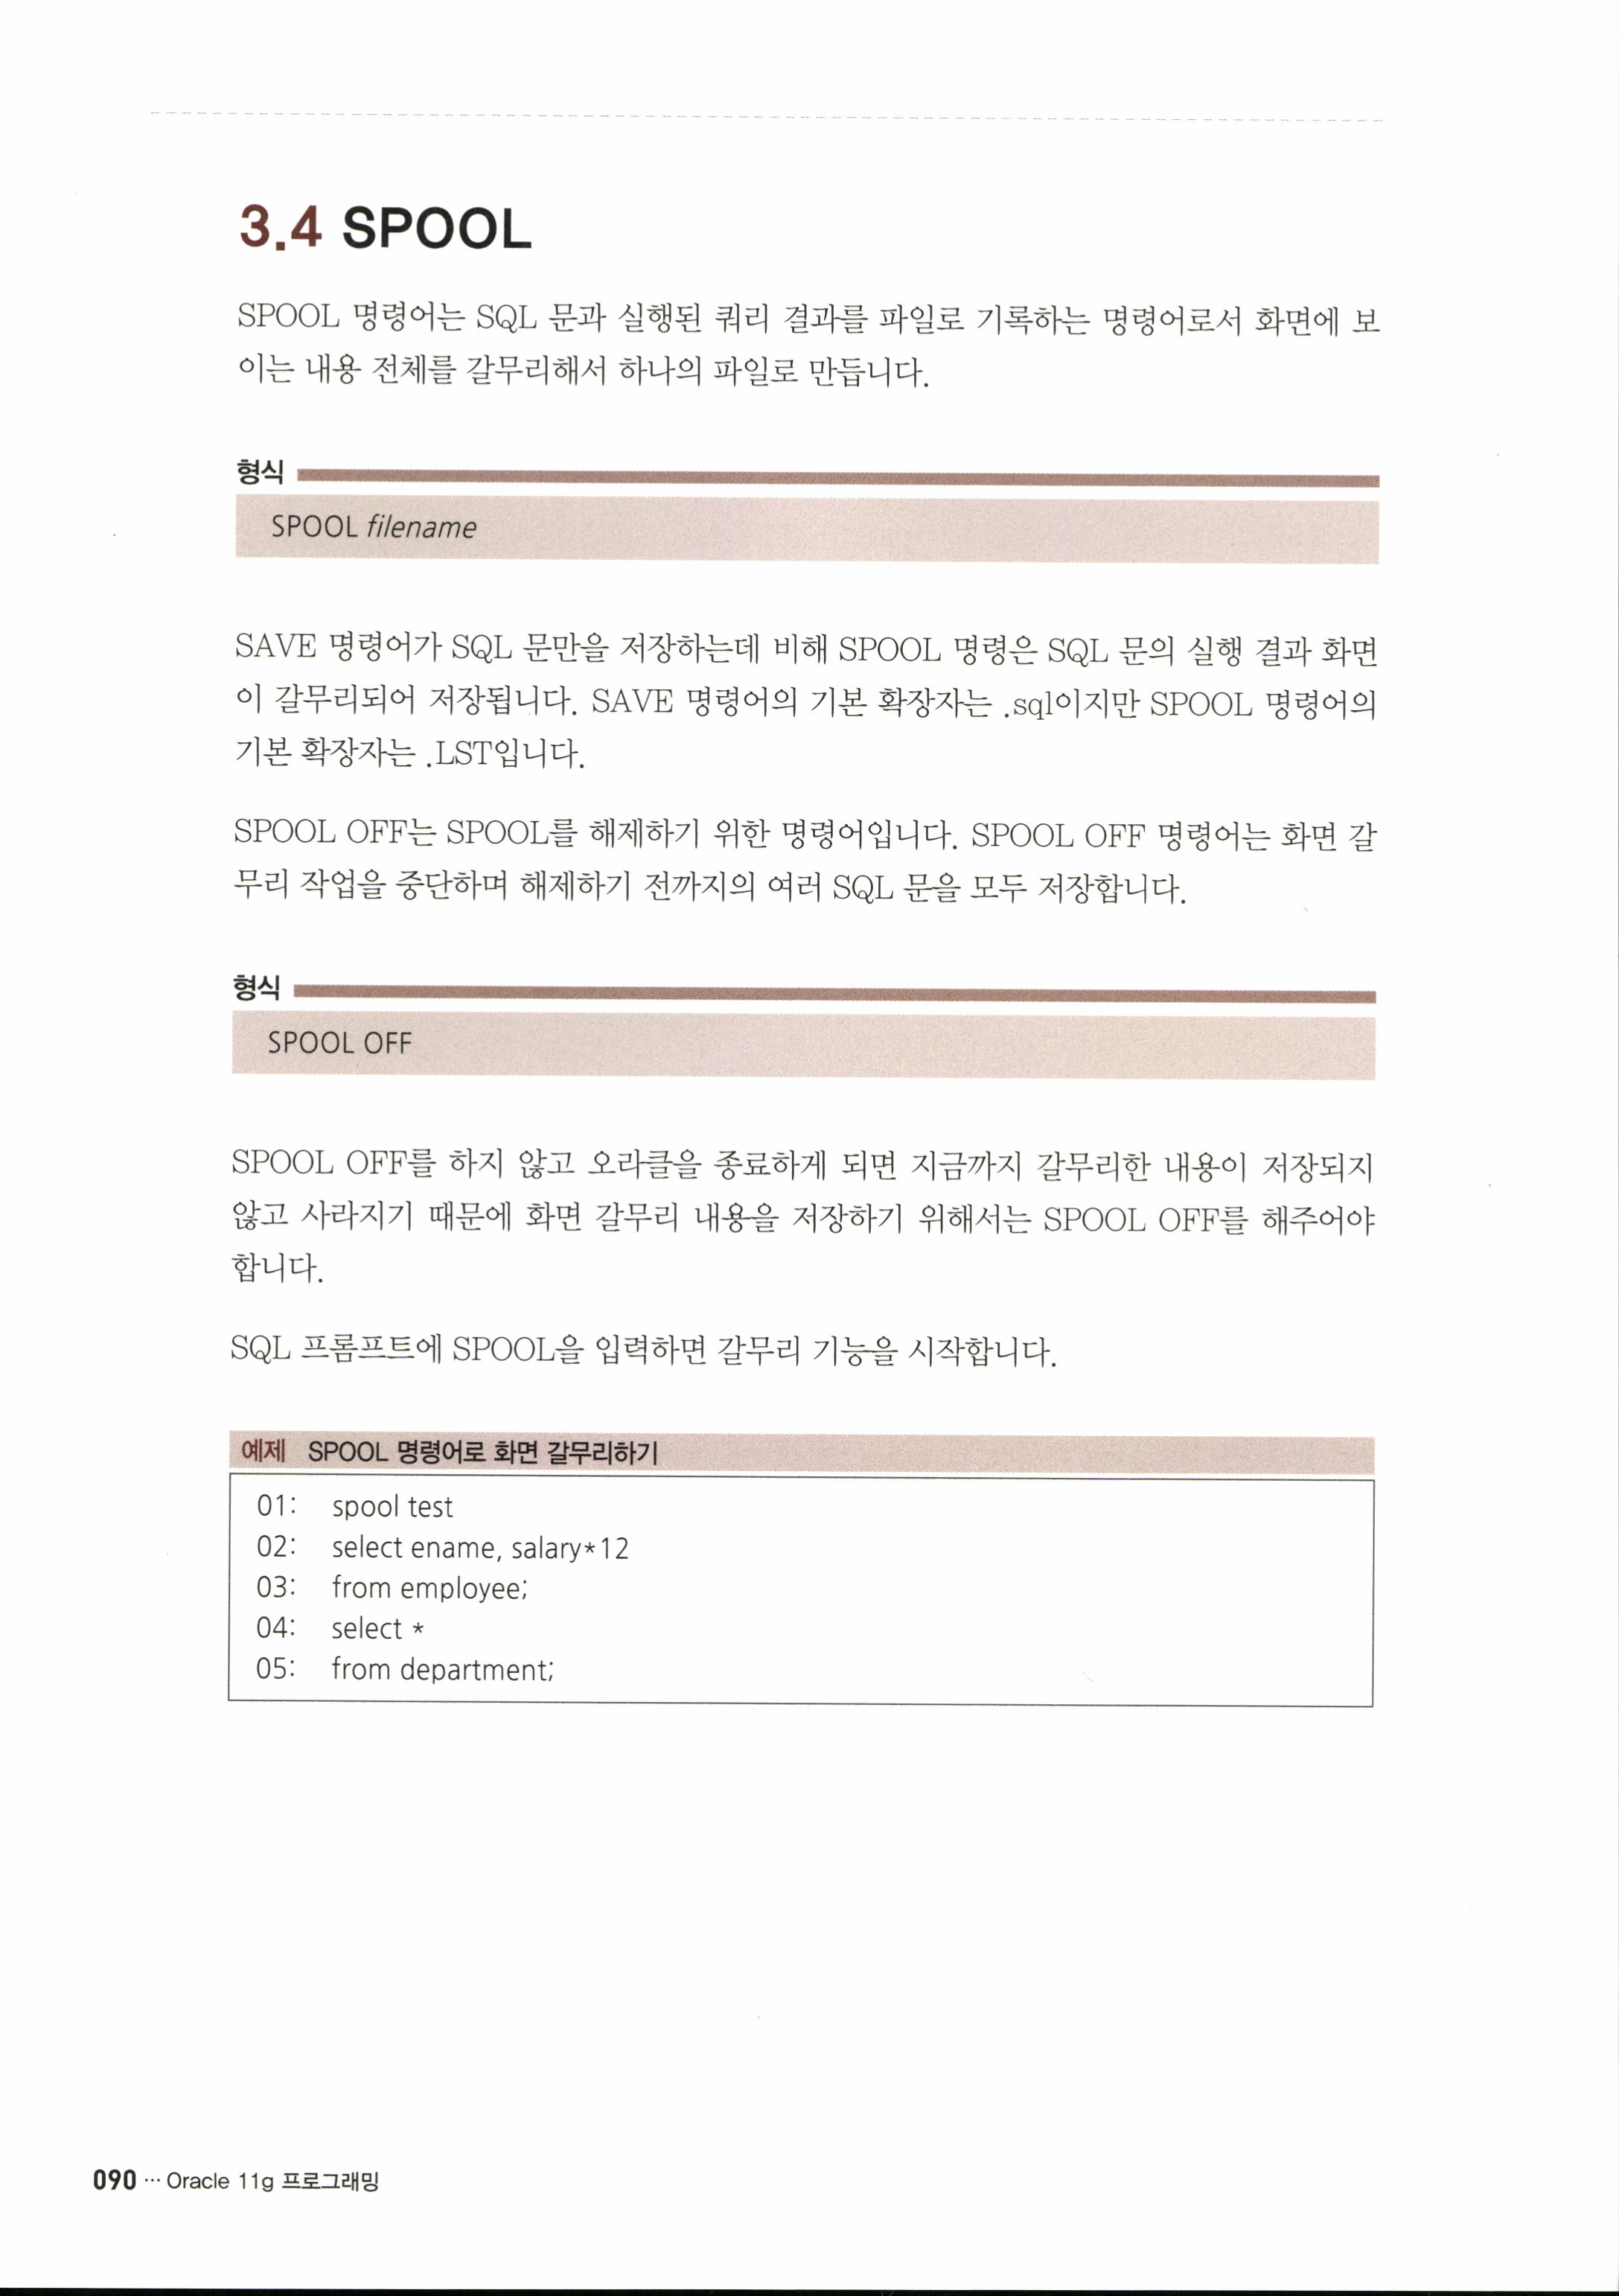 3.4 SPOOL
SPOOL 명령어는 SQL 문과 실행된 쿼리 결과를 파일로 기록하는 명령어로서 화면에 보
이는 내용 전체를 갈무리해서 하나의 파일로 만듭니다.
형식
SPOOL filename
SAVE 명령어가 SQL 문만을 저장하는데 비해 SPOOL 명령은 SQL 문의 실행 결과 화면
이 갈무리되어 저장됩니다. SAVE 명령어의 기본 확장자는 .sql이지만 SPOOL 명령어의
기본 확장자는 .LST입니다.
SPOOL OFF는 SPOOL를 해제하기 위한 명령어입니다. SPOOL OFF 명령어는 화면 갈
무리 작업을 중단하며 해제하기 전까지의 여러 SQL 문을 모두 저장합니다.
형식
SPOOL OFF
SPOOL OFF를 하지 않고 오라클을 종료하게 되면 지금까지 갈무리한 내용이 저장되지
않고 사라지기 때문에 화면 갈무리 내용을 저장하기 위해서는 SPOOL OFF를 해주어야
합니다.
SQL 프롬프트에 SPOOL을 입력하면 갈무리 기능을 시작합니다.
예제 SPOOL 명령어로 화면 갈무리하기
01: spool test
02: select ename, salary*12
03: from employee;
04: select *
05: from department;
090 ··· Oracle 11g 프로그래밍